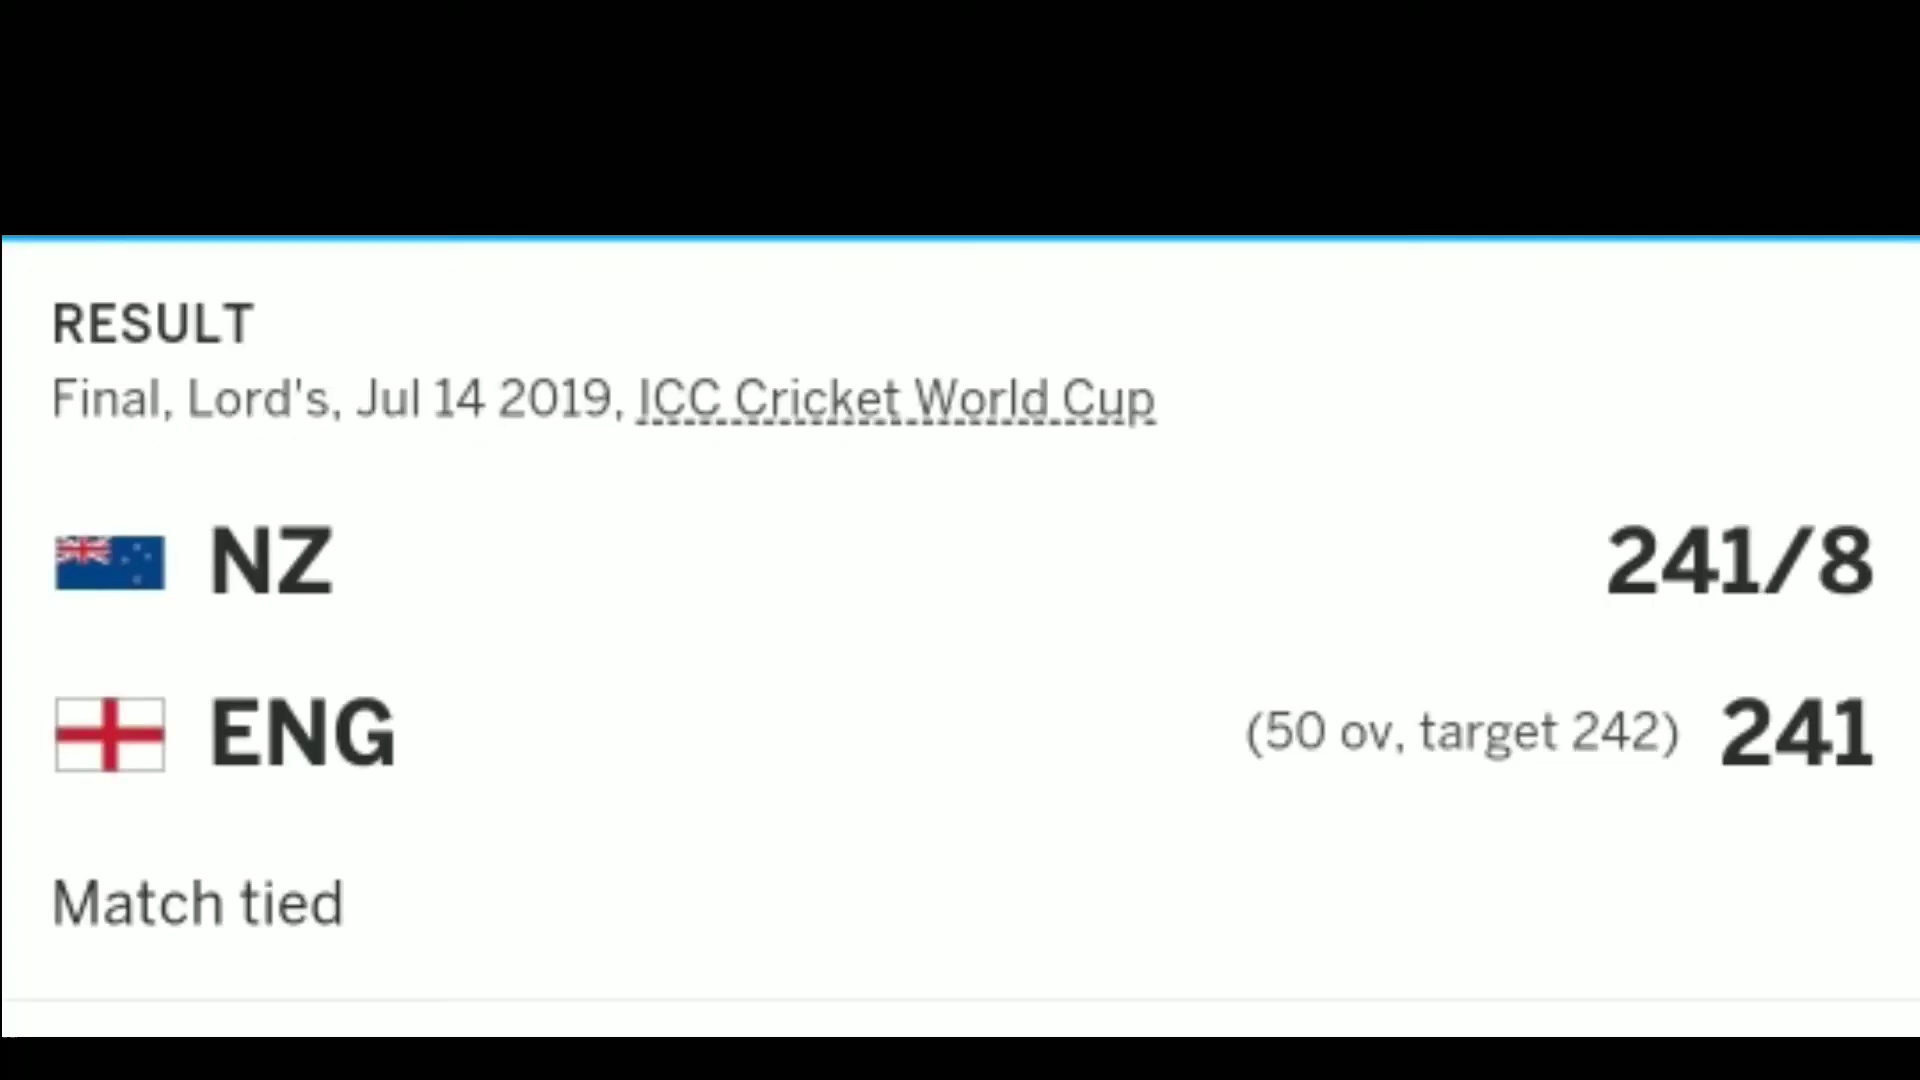 RESULT
Final, Lord's, Jul 14 2019, ICC Cricket World Cup
NZ 241/8
ENG (50 ov, target 242) 241
Match tied